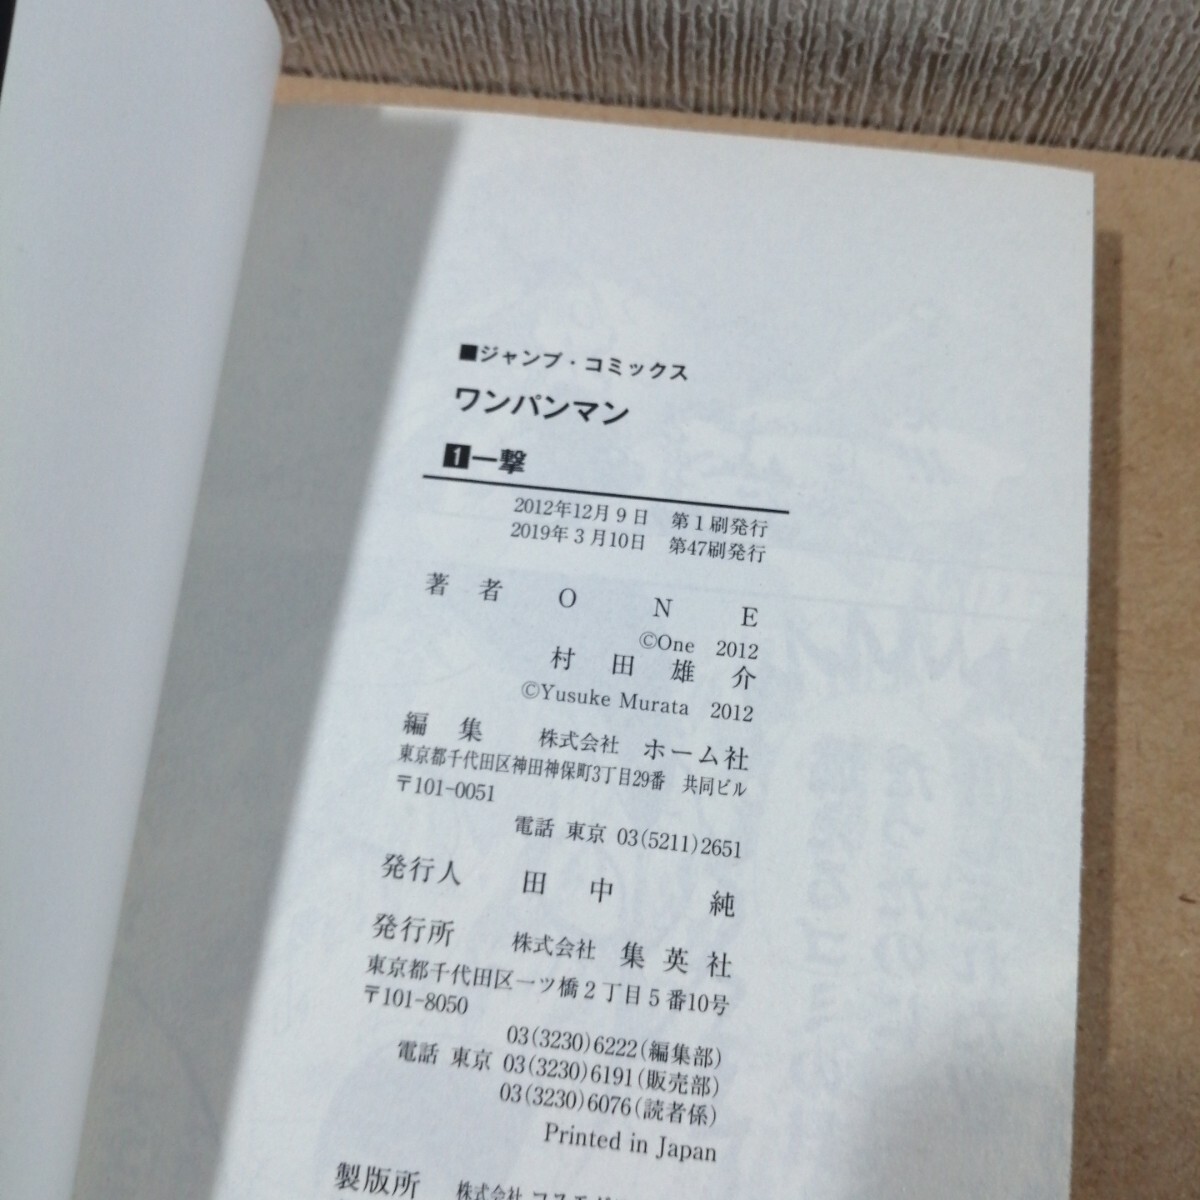 ■ジャンプ・コミックス
ワンパンマン
1一撃
2012年12月9日 第1刷発行
2019年3月10日 第47刷発行
著者 ONE
©One 2012
村田雄介
©Yusuke Murata 2012
編集 株式会社 ホーム社
東京都千代田区神田神保町3丁目29番 共同ビル
〒101-0051
電話 東京 03(5211)2651
発行人 田中 純
発行所 株式会社 集英社
東京都千代田区一ツ橋2丁目5番10号
〒101-8050
03(3230)6222(編集部)
電話 東京 03(3230)6191(販売部)
03(3230)6076(読者係)
Printed in Japan
製版所 株式会社